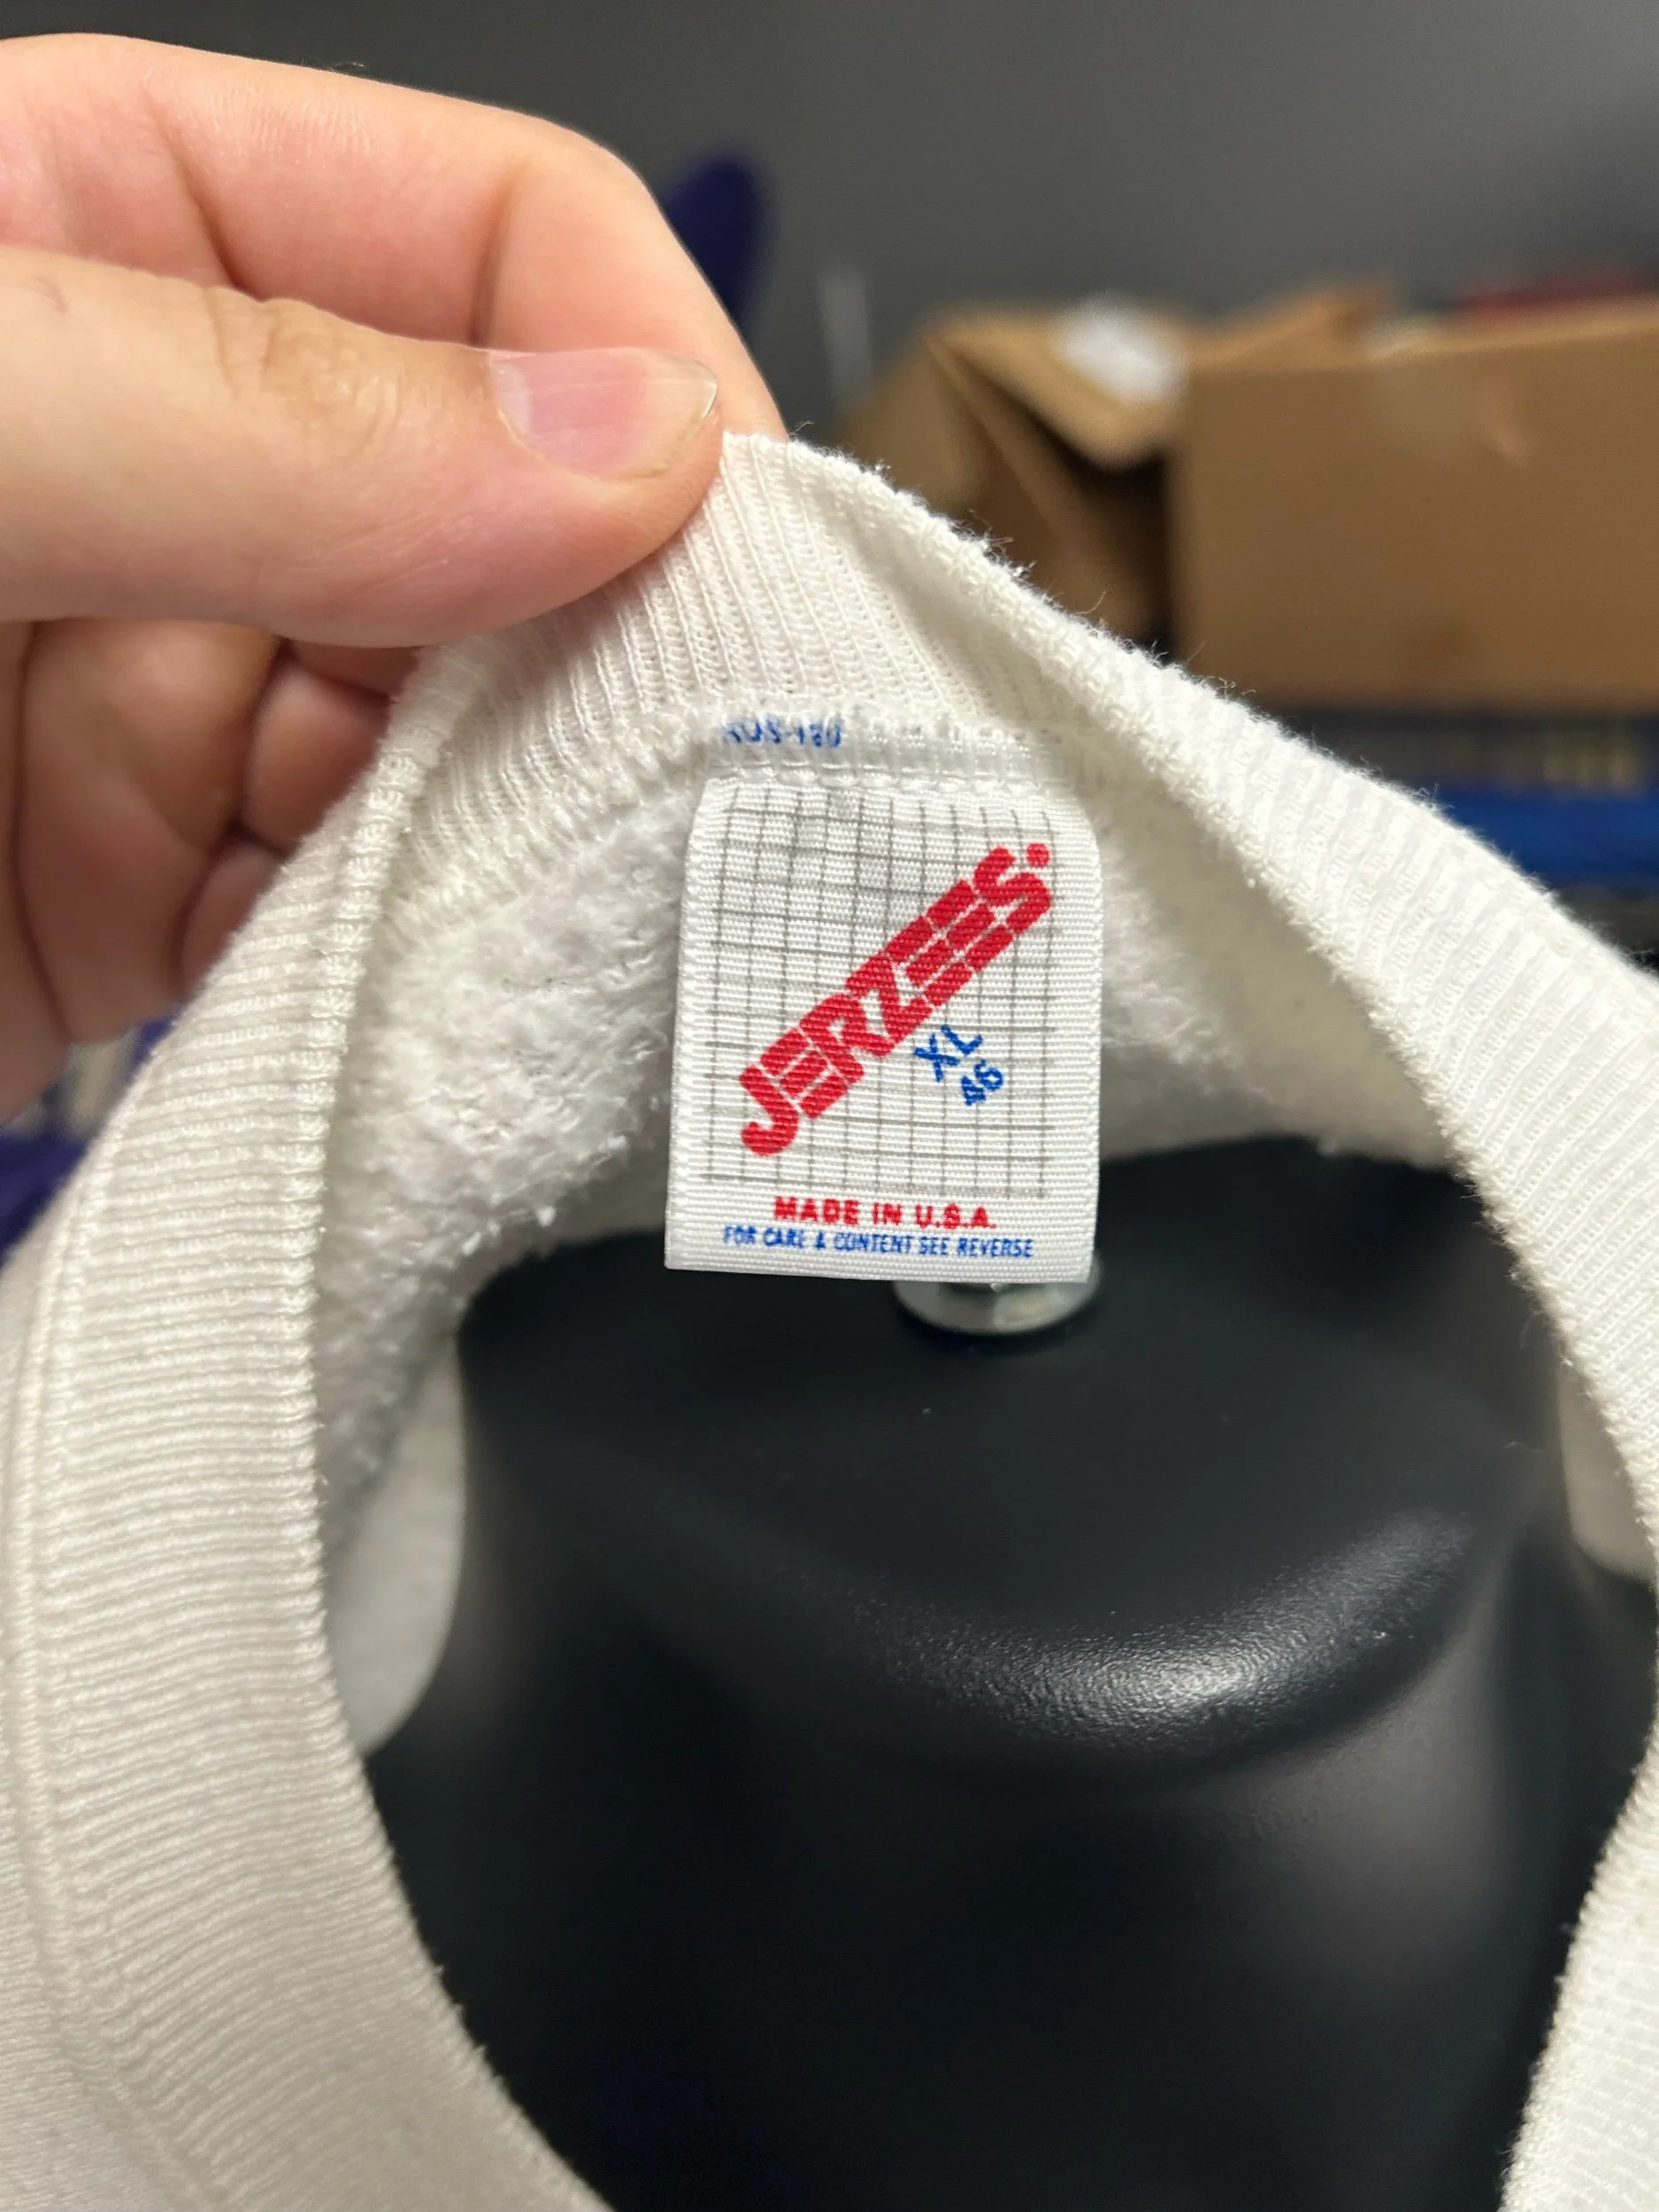 JERZEES
XL
46
MADE IN U.S.A.
FOR CARE & CONTENT SEE REVERSE